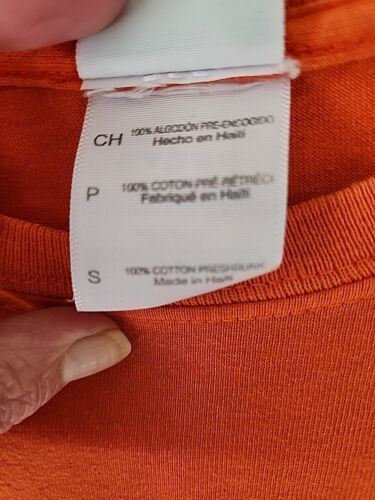 CH 100% ALGODÓN PRE-ENCOGIDO
Hecho en Haití
P 100% COTON PRÉ-RÉTRÉCI
Fabriqué en Haïti
S 100% COTTON PRESHRUNK
Made in Haiti